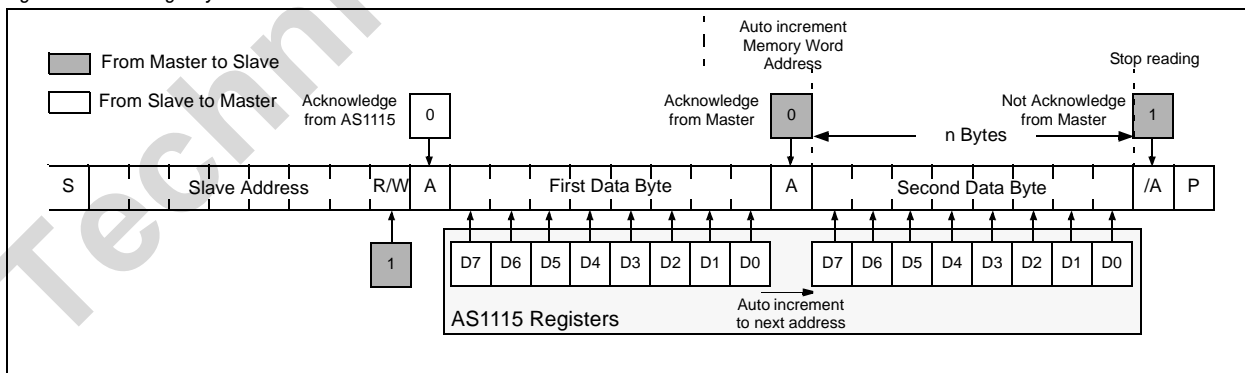 Auto increment
Memory Word
Address
Stop reading
From Master to Slave
From Slave to Master
Acknowledge
from AS1115
0
Acknowledge
from Master
0
Not Acknowledge
from Master
1
n Bytes
S Slave Address R/W A First Data Byte A Second Data Byte /A P
1
D7 D6 D5 D4 D3 D2 D1 D0 D7 D6 D5 D4 D3 D2 D1 D0
Auto increment
to next address
AS1115 Registers
Techni